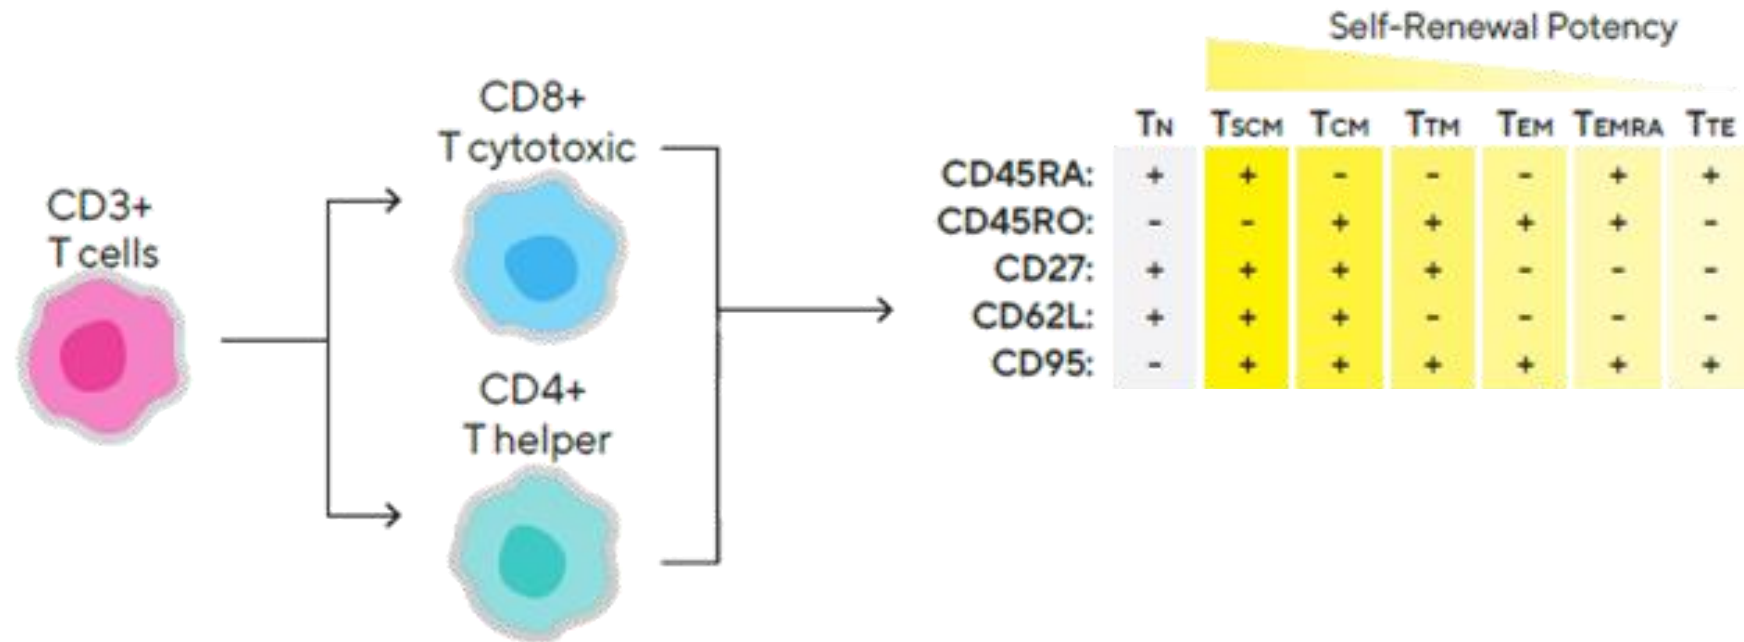 CD3+
T cells
CD8+
T cytotoxic
CD4+
T helper
Self-Renewal Potency
TN TSCM TCM TTM TEM TEMRA TTE
CD45RA: + + - - - + +
CD45RO: - - + + + + -
CD27: + + + + - - -
CD62L: + + + - - - -
CD95: - + + + + + +